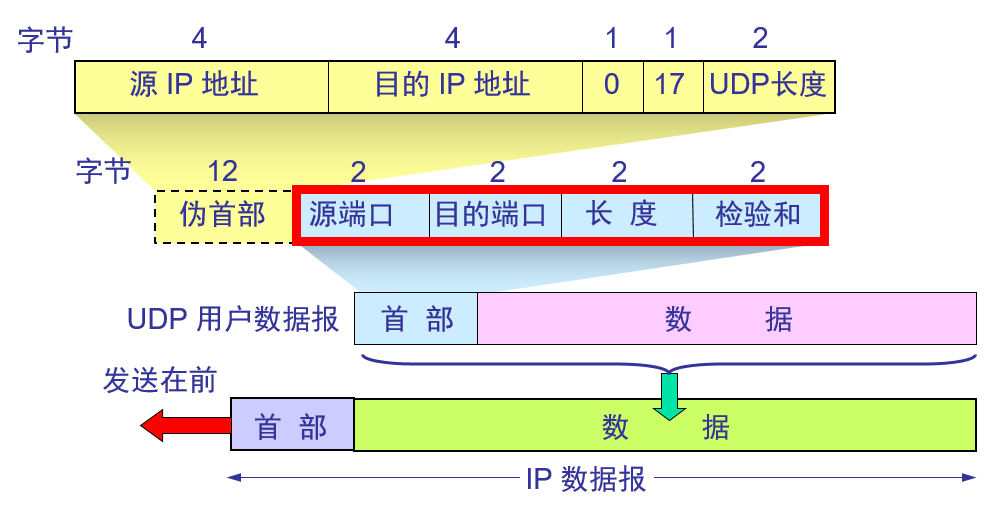 字节 4 4 1 1 2
源 IP 地址 目的 IP 地址 0 17 UDP长度
字节 12 2 2 2 2
伪首部 源端口 目的端口 长 度 检验和
UDP 用户数据报 首 部 数 据
发送在前
首 部 数 据
IP 数据报